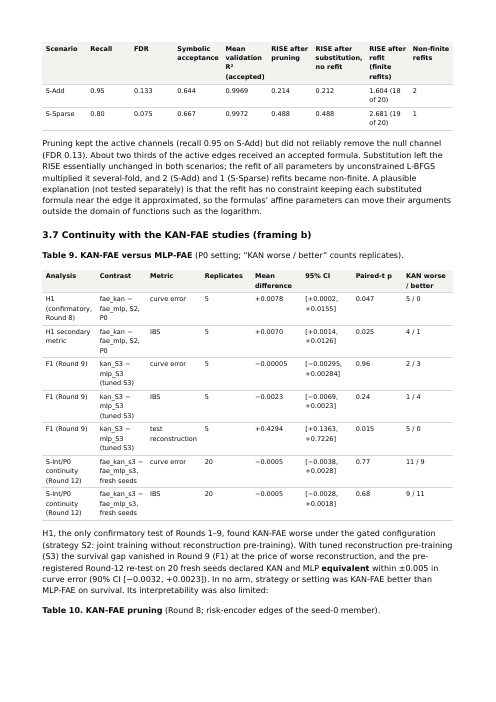 Scenario Recall FDR Symbolic acceptance Mean validation R² (accepted) RISE after pruning RISE after substitution, no refit RISE after refit (finite refits) Non-finite refits
S-Add 0.95 0.133 0.644 0.9969 0.214 0.212 1.604 (18 of 20) 2
S-Sparse 0.80 0.075 0.667 0.9972 0.488 0.488 2.681 (19 of 20) 1
Pruning kept the active channels (recall 0.95 on S-Add) but did not reliably remove the null channel
(FDR 0.13). About two thirds of the active edges received an accepted formula. Substitution left the
RISE essentially unchanged in both scenarios; the refit of all parameters by unconstrained L-BFGS
multiplied it several-fold, and 2 (S-Add) and 1 (S-Sparse) refits became non-finite. A plausible
explanation (not tested separately) is that the refit has no constraint keeping each substituted
formula near the edge it approximated, so the formulas’ affine parameters can move their arguments
outside the domain of functions such as the logarithm.
3.7 Continuity with the KAN-FAE studies (framing b)
Table 9. KAN-FAE versus MLP-FAE (P0 setting; “KAN worse / better” counts replicates).
Analysis Contrast Metric Replicates Mean difference 95% CI Paired-t p KAN worse / better
H1 (confirmatory, Round 8) fae_kan − fae_mlp, S2, P0 curve error 5 +0.0078 [+0.0002, +0.0155] 0.047 5 / 0
H1 secondary metric fae_kan − fae_mlp, S2, P0 IBS 5 +0.0070 [+0.0014, +0.0126] 0.025 4 / 1
F1 (Round 9) kan_S3 − mlp_S3 (tuned S3) curve error 5 −0.00005 [−0.00295, +0.00284] 0.96 2 / 3
F1 (Round 9) kan_S3 − mlp_S3 (tuned S3) IBS 5 −0.0023 [−0.0069, +0.0023] 0.24 1 / 4
F1 (Round 9) kan_S3 − mlp_S3 (tuned S3) test reconstruction 5 +0.4294 [+0.1363, +0.7226] 0.015 5 / 0
S-Int/P0 continuity (Round 12) fae_kan_s3 − fae_mlp_s3, fresh seeds curve error 20 −0.0005 [−0.0038, +0.0028] 0.77 11 / 9
S-Int/P0 continuity (Round 12) fae_kan_s3 − fae_mlp_s3, fresh seeds IBS 20 −0.0005 [−0.0028, +0.0018] 0.68 9 / 11
H1, the only confirmatory test of Rounds 1–9, found KAN-FAE worse under the gated configuration
(strategy S2: joint training without reconstruction pre-training). With tuned reconstruction pre-training
(S3) the survival gap vanished in Round 9 (F1) at the price of worse reconstruction, and the pre-
registered Round-12 re-test on 20 fresh seeds declared KAN and MLP equivalent within ±0.005 in
curve error (90% CI [−0.0032, +0.0023]). In no arm, strategy or setting was KAN-FAE better than
MLP-FAE on survival. Its interpretability was also limited:
Table 10. KAN-FAE pruning (Round 8; risk-encoder edges of the seed-0 member).